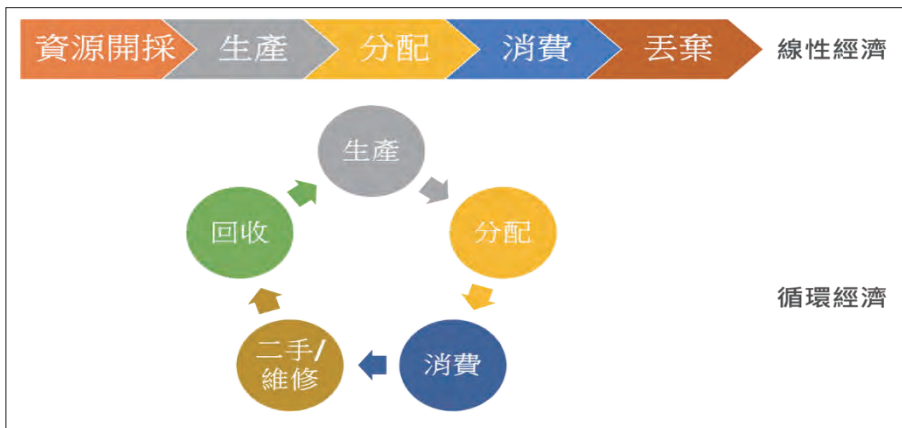 資源開採 生產 分配 消費 丟棄 線性經濟
生產
回收 分配
循環經濟
二手/
維修
消費